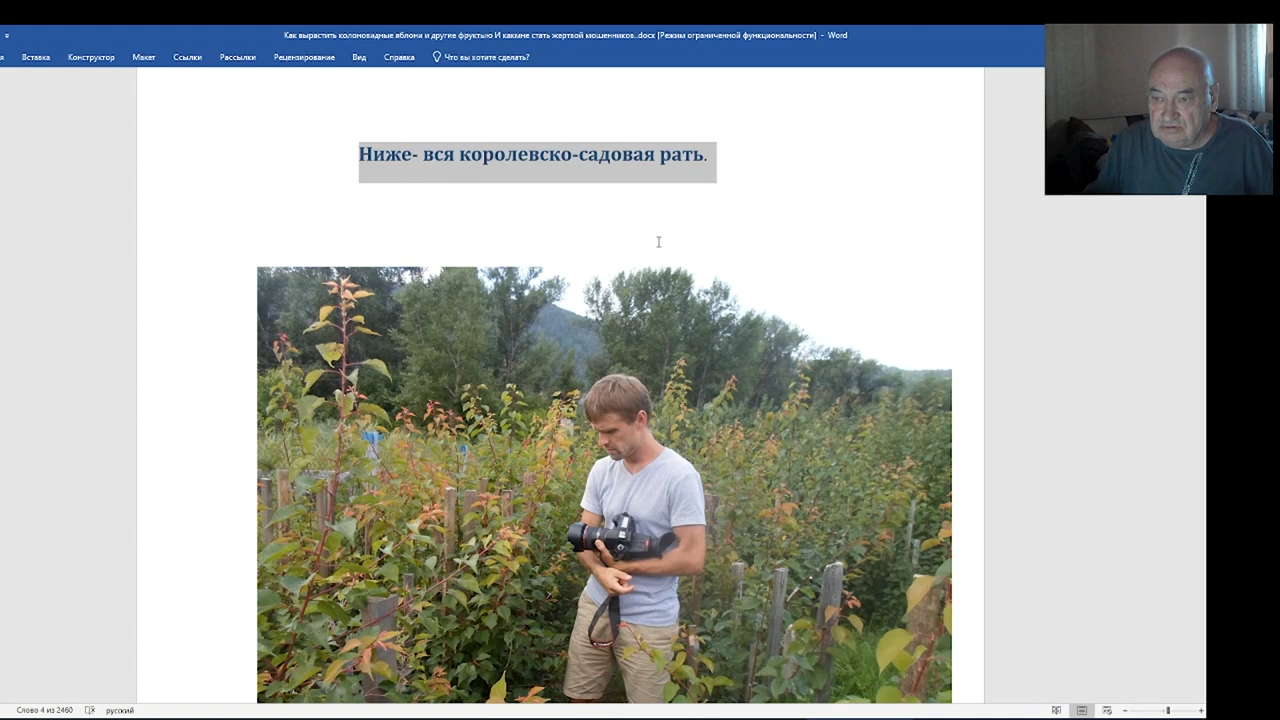 Как вырастить колоновидные яблони и другие фруктыю И какине стать жертвой мошенников..docx [Режим ограниченной функциональности] - Word
я Вставка Конструктор Макет Ссылки Рассылки Рецензирование Вид Справка Что вы хотите сделать?
Ниже- вся королевско-садовая рать.
Слово 4 из 2460 русский